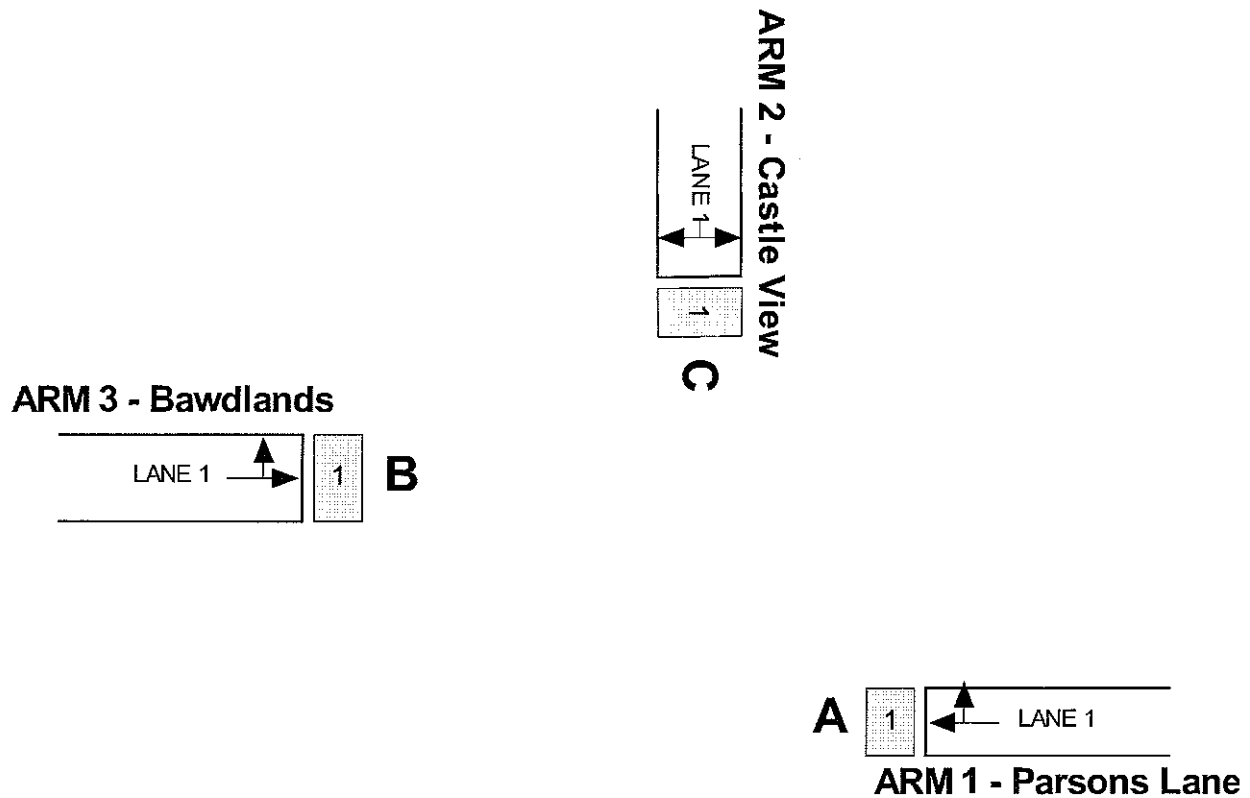 ARM 2 - Castle View
LANE 1
1
C
ARM 3 - Bawdlands
LANE 1
1
B
A
1
LANE 1
ARM 1 - Parsons Lane